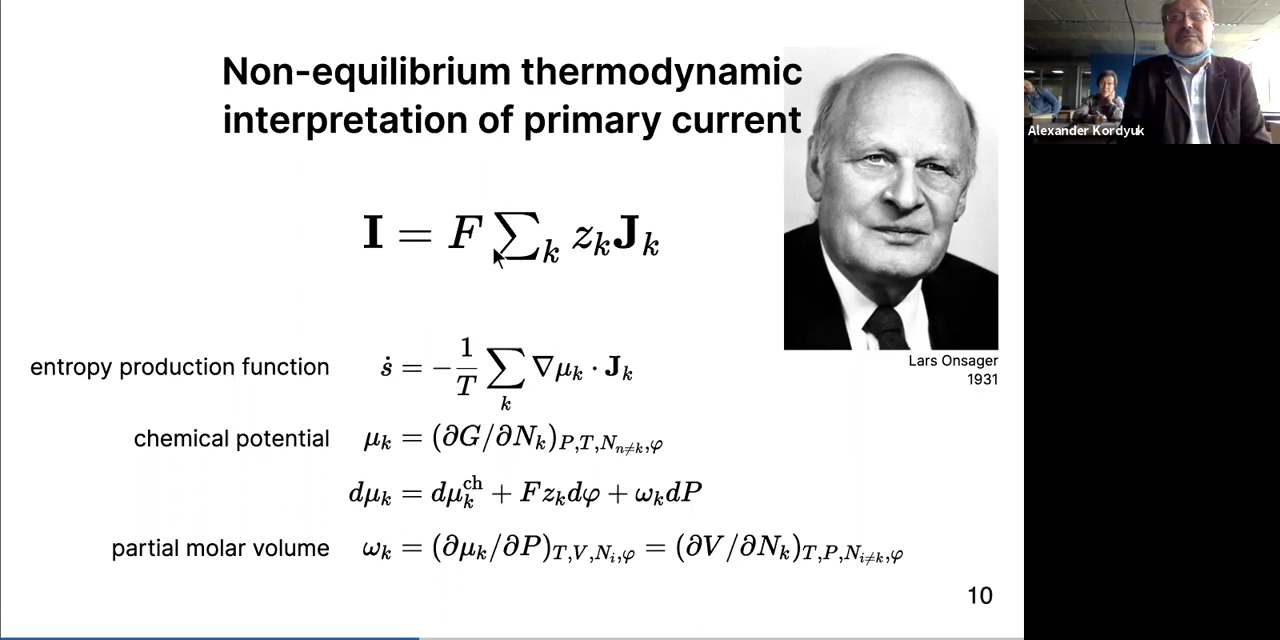 Non-equilibrium thermodynamic
interpretation of primary current
I = F ∑_k z_k J_k
Lars Onsager
1931
entropy production function ṡ = −1/T ∑_k ∇μ_k · J_k
chemical potential μ_k = (∂G/∂N_k)_{P,T,N_{n≠k},φ}
dμ_k = dμ_k^{ch} + F z_k dφ + ω_k dP
partial molar volume ω_k = (∂μ_k/∂P)_{T,V,N_i,φ} = (∂V/∂N_k)_{T,P,N_{i≠k},φ}
10
Alexander Kordyuk